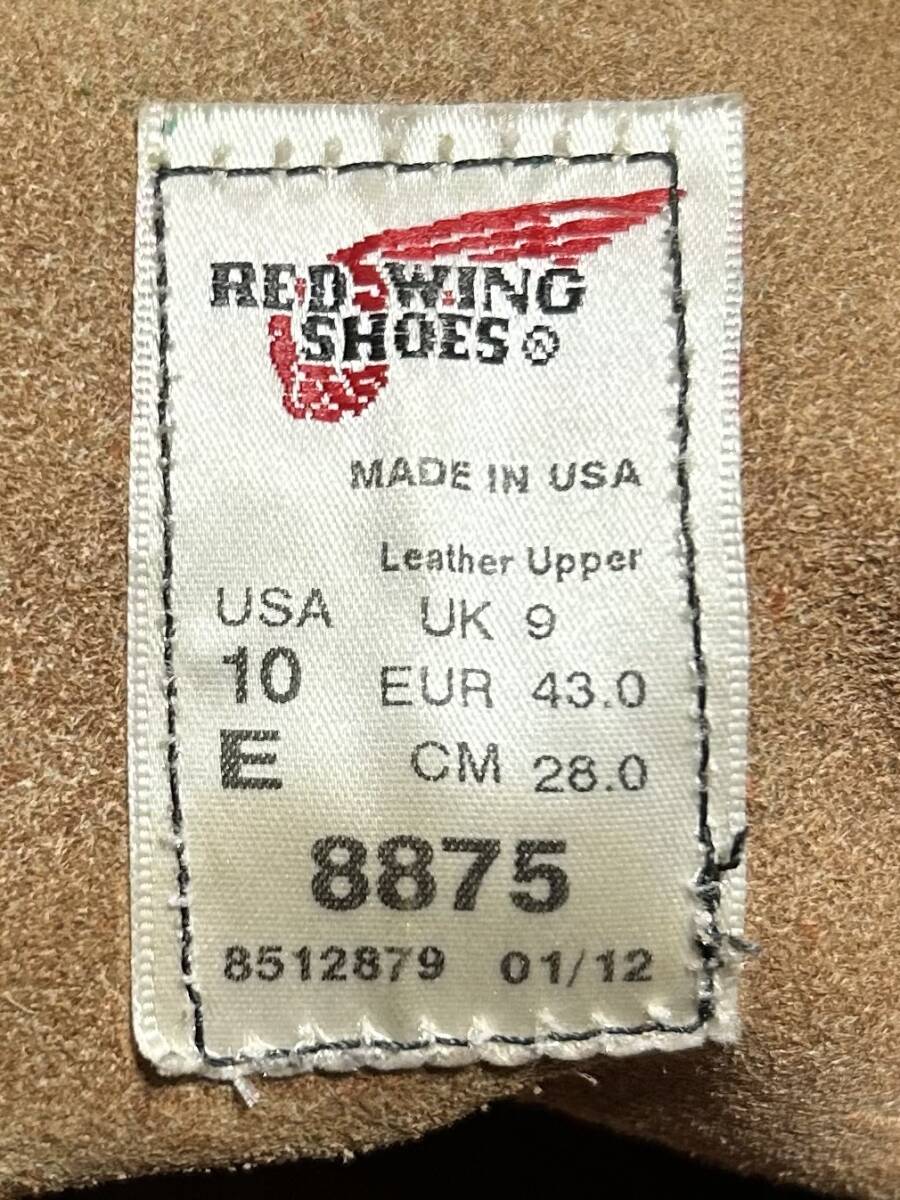 RED WING
SHOES ®
MADE IN USA
Leather Upper
USA UK 9
10 EUR 43.0
E CM 28.0
8875
8512879 01/12